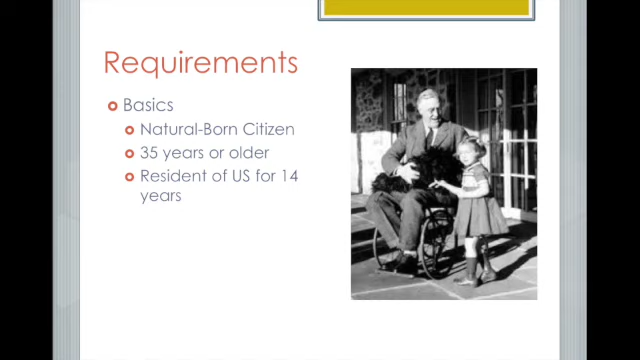 Requirements
Basics
Natural-Born Citizen
35 years or older
Resident of US for 14
years